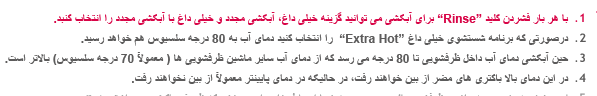 1. با هر بار فشردن کلید “Rinse” برای آبکشی می توانید گزینه خیلی داغ، آبکشی مجدد و خیلی داغ با آبکشی مجدد را انتخاب کنید.
2. درصورتی که برنامه شستشوی خیلی داغ “Extra Hot” را انتخاب کنید دمای آب به 80 درجه سلسیوس هم خواهد رسید.
3. حین آبکشی دمای آب داخل ظرفشویی تا 80 درجه می رسد که از دمای آب سایر ماشین ظرفشویی ها ( معمولاً 70 درجه سلسیوس) بالاتر است.
4. در این دمای بالا باکتری های مضر از بین خواهند رفت، در حالیکه در دمای پایینتر معمولاً از بین نخواهند رفت.